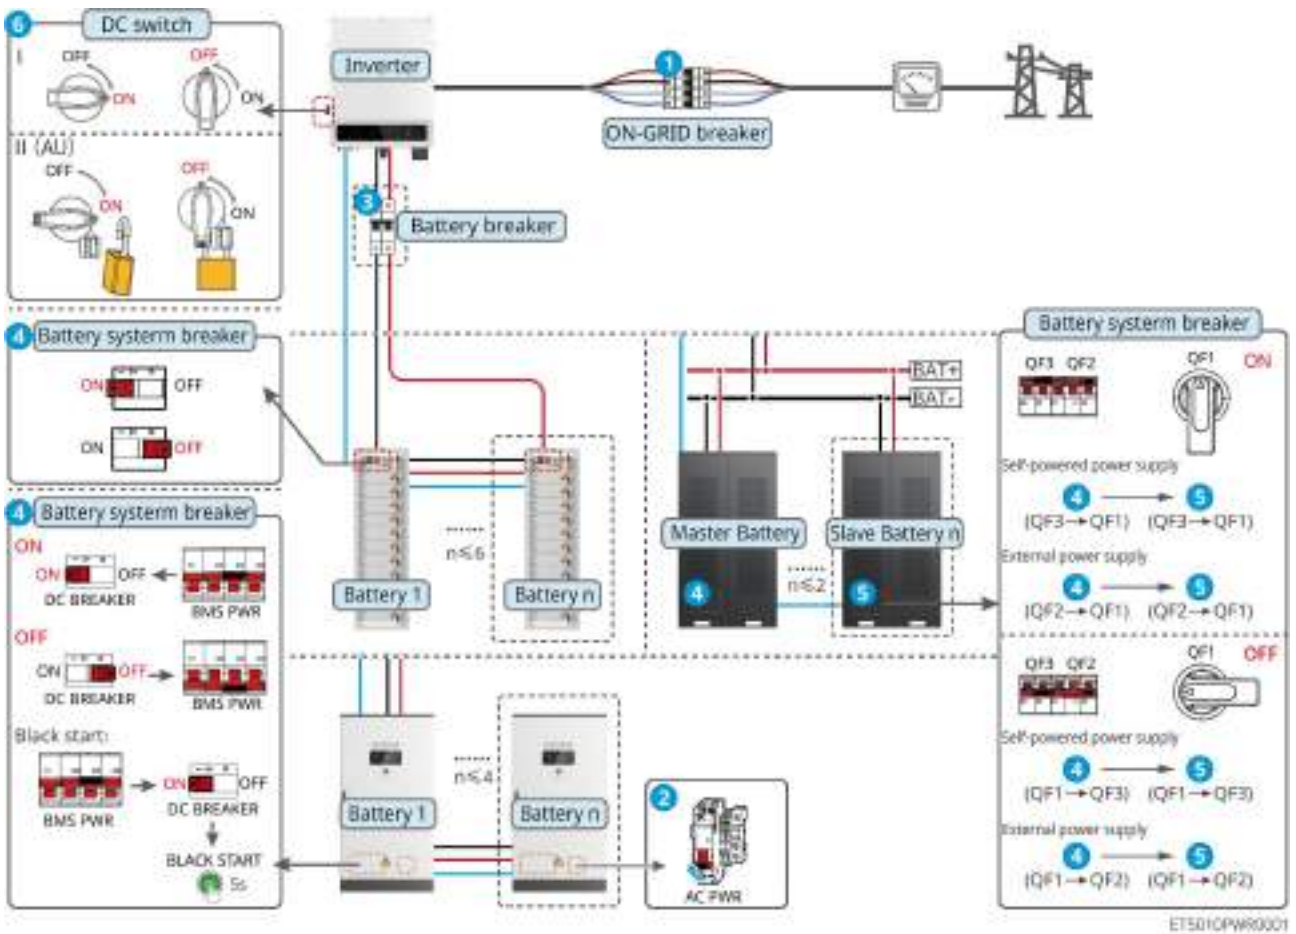 6 DC switch
I
OFF
ON
OFF
ON
II (AU)
OFF
ON
OFF
ON
Inverter
1
ON-GRID breaker
3
Battery breaker
4 Battery systerm breaker
ON OFF
ON OFF
4 Battery systerm breaker
ON
ON OFF
DC BREAKER
BMS PWR
OFF
ON OFF
DC BREAKER
BMS PWR
Black start:
BMS PWR
ON OFF
DC BREAKER
BLACK START
5s
n≤6
Battery 1
Battery n
BAT+
BAT-
Master Battery
Slave Battery n
4
n≤2
5
n≤4
Battery 1
Battery n
2
AC PWR
Battery systerm breaker
QF3 QF2
QF1
ON
Self-powered power supply
4 5
(QF3→QF1) (QF3→QF1)
External power supply
4 5
(QF2→QF1) (QF2→QF1)
QF3 QF2
QF1
OFF
Self-powered power supply
4 5
(QF1→QF3) (QF1→QF3)
External power supply
4 5
(QF1→QF2) (QF1→QF2)
ET5010PWR0001